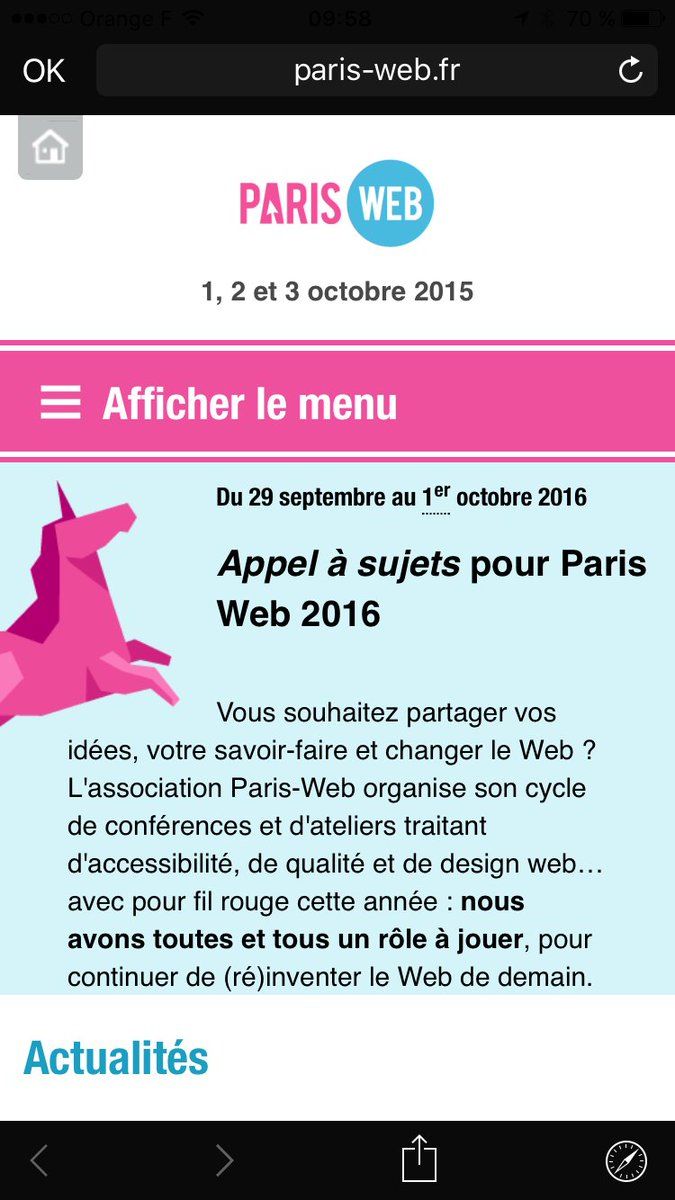 Orange F 09:58 70 %
OK paris-web.fr
PARIS WEB
1, 2 et 3 octobre 2015
Afficher le menu
Du 29 septembre au 1er octobre 2016
Appel à sujets pour Paris
Web 2016
Vous souhaitez partager vos
idées, votre savoir-faire et changer le Web ?
L'association Paris-Web organise son cycle
de conférences et d'ateliers traitant
d'accessibilité, de qualité et de design web…
avec pour fil rouge cette année : nous
avons toutes et tous un rôle à jouer, pour
continuer de (ré)inventer le Web de demain.
Actualités